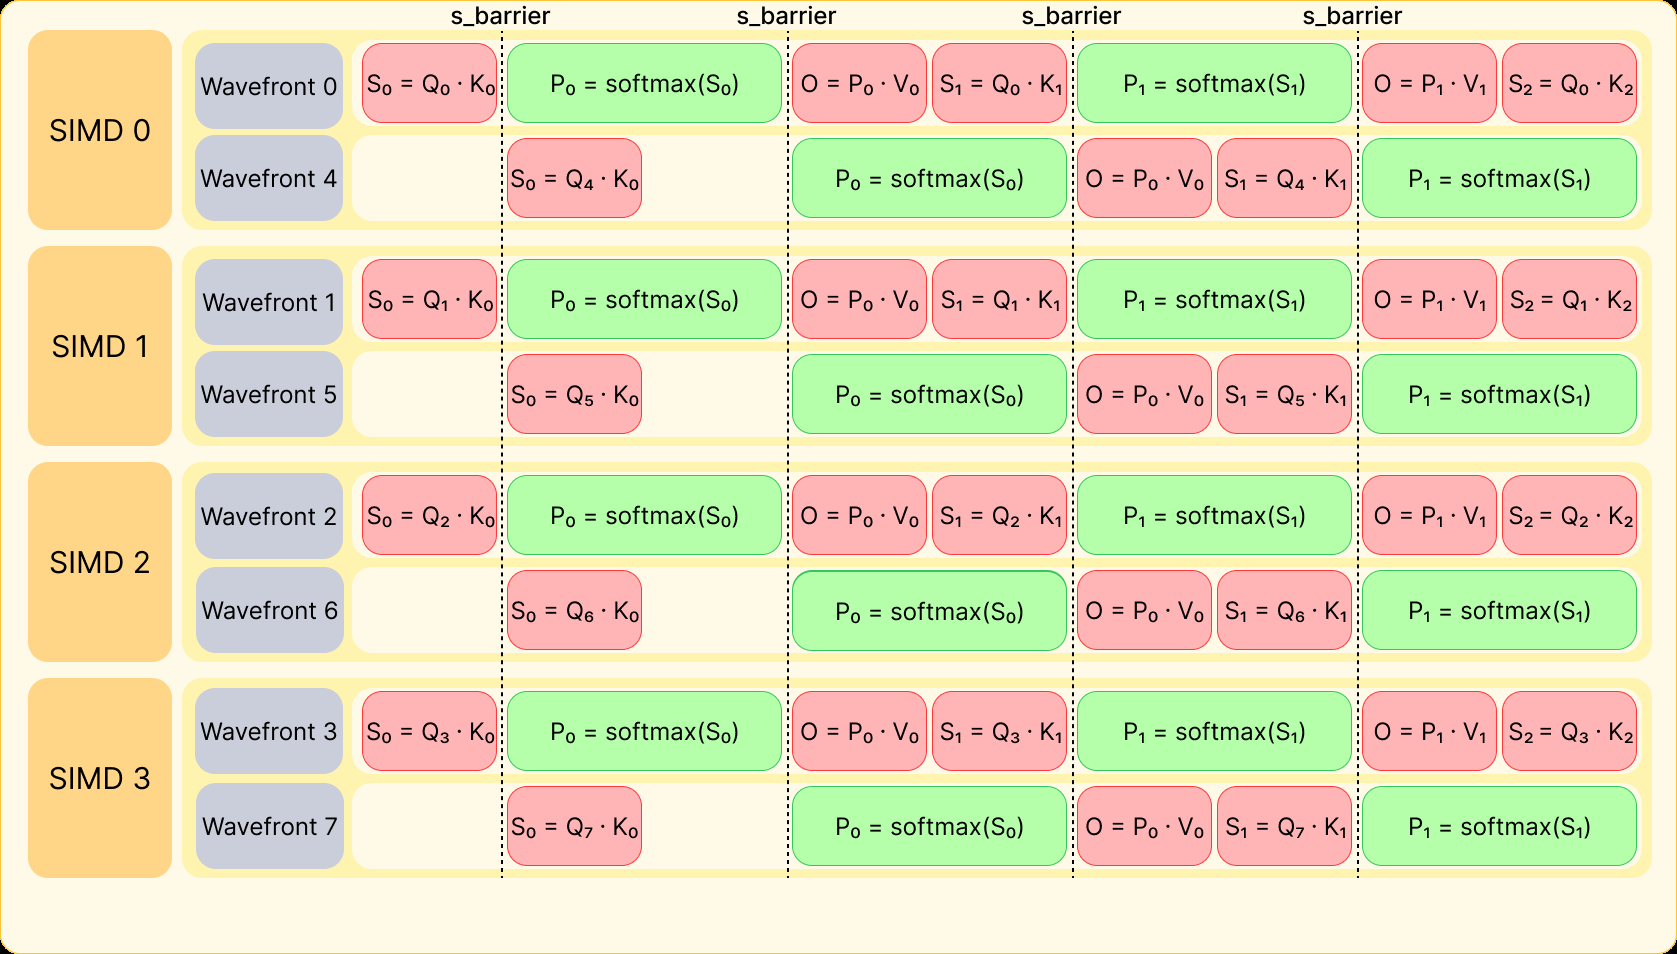 s_barrier s_barrier s_barrier s_barrier
SIMD 0
Wavefront 0 S₀ = Q₀ · K₀ P₀ = softmax(S₀) O = P₀ · V₀ S₁ = Q₀ · K₁ P₁ = softmax(S₁) O = P₁ · V₁ S₂ = Q₀ · K₂
Wavefront 4 S₀ = Q₄ · K₀ P₀ = softmax(S₀) O = P₀ · V₀ S₁ = Q₄ · K₁ P₁ = softmax(S₁)
SIMD 1
Wavefront 1 S₀ = Q₁ · K₀ P₀ = softmax(S₀) O = P₀ · V₀ S₁ = Q₁ · K₁ P₁ = softmax(S₁) O = P₁ · V₁ S₂ = Q₁ · K₂
Wavefront 5 S₀ = Q₅ · K₀ P₀ = softmax(S₀) O = P₀ · V₀ S₁ = Q₅ · K₁ P₁ = softmax(S₁)
SIMD 2
Wavefront 2 S₀ = Q₂ · K₀ P₀ = softmax(S₀) O = P₀ · V₀ S₁ = Q₂ · K₁ P₁ = softmax(S₁) O = P₁ · V₁ S₂ = Q₂ · K₂
Wavefront 6 S₀ = Q₆ · K₀ P₀ = softmax(S₀) O = P₀ · V₀ S₁ = Q₆ · K₁ P₁ = softmax(S₁)
SIMD 3
Wavefront 3 S₀ = Q₃ · K₀ P₀ = softmax(S₀) O = P₀ · V₀ S₁ = Q₃ · K₁ P₁ = softmax(S₁) O = P₁ · V₁ S₂ = Q₃ · K₂
Wavefront 7 S₀ = Q₇ · K₀ P₀ = softmax(S₀) O = P₀ · V₀ S₁ = Q₇ · K₁ P₁ = softmax(S₁)